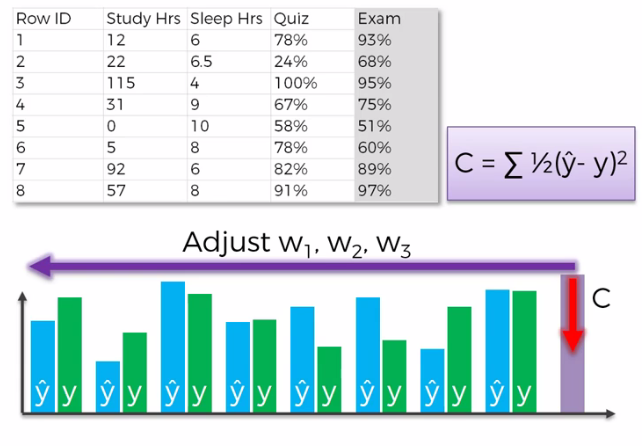 Row ID Study Hrs Sleep Hrs Quiz Exam
1 12 6 78% 93%
2 22 6.5 24% 68%
3 115 4 100% 95%
4 31 9 67% 75%
5 0 10 58% 51%
6 5 8 78% 60%
7 92 6 82% 89%
8 57 8 91% 97%
C = ∑ ½(ŷ- y)²
Adjust w₁, w₂, w₃
C
ŷ y ŷ y ŷ y ŷ y ŷ y ŷ y ŷ y ŷ y